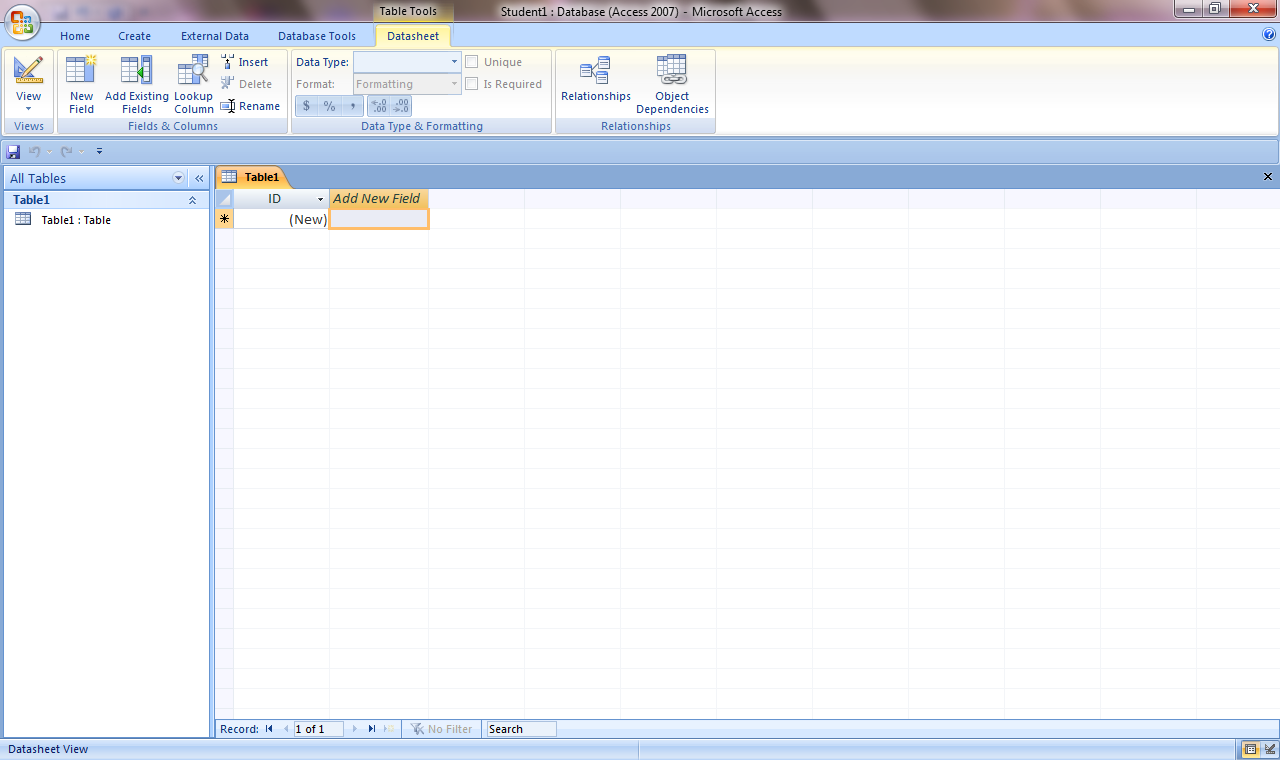 Table Tools
Student1 : Database (Access 2007) - Microsoft Access
Home Create External Data Database Tools Datasheet
View
Views
New Field
Add Existing Fields
Lookup Column
Insert
Delete
Rename
Fields & Columns
Data Type:
Unique
Format: Formatting
Is Required
$ % ,
Data Type & Formatting
Relationships
Object Dependencies
Relationships
All Tables
Table1
Table1 : Table
Table1
ID Add New Field
(New)
Record: 1 of 1 No Filter Search
Datasheet View